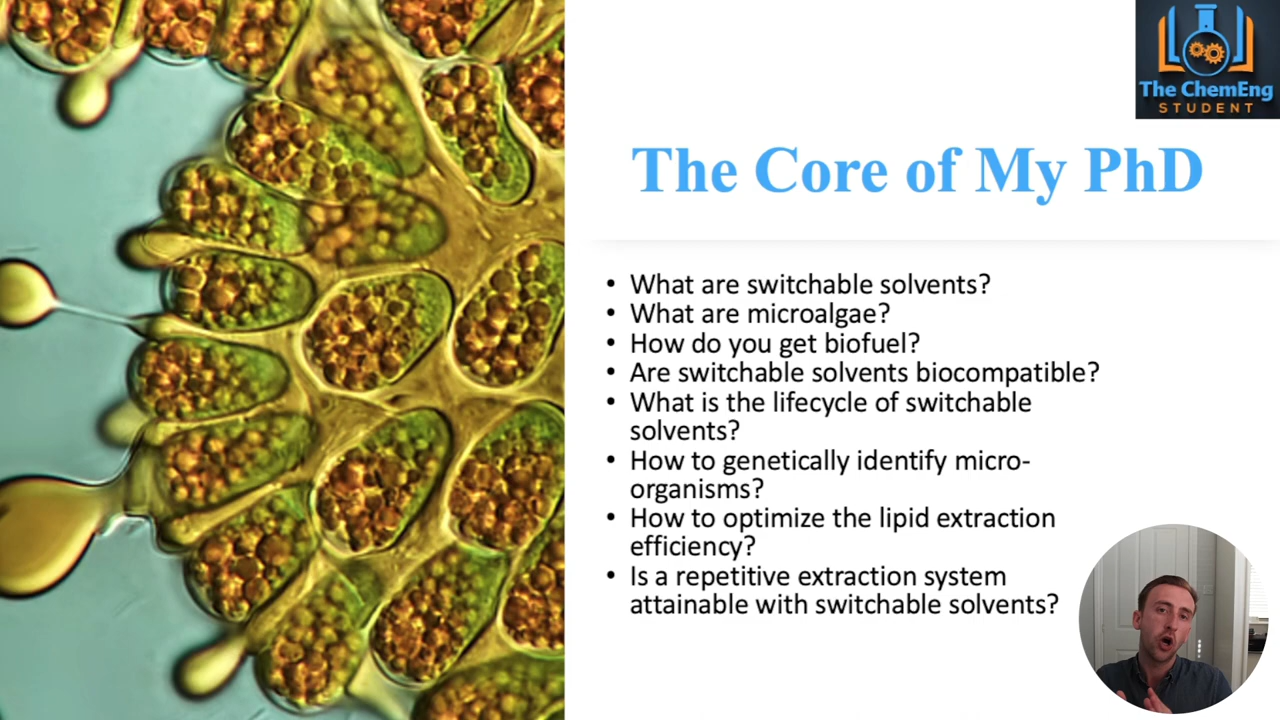 The ChemEng
STUDENT
The Core of My PhD
• What are switchable solvents?
• What are microalgae?
• How do you get biofuel?
• Are switchable solvents biocompatible?
• What is the lifecycle of switchable
solvents?
• How to genetically identify micro-
organisms?
• How to optimize the lipid extraction
efficiency?
• Is a repetitive extraction system
attainable with switchable solvents?